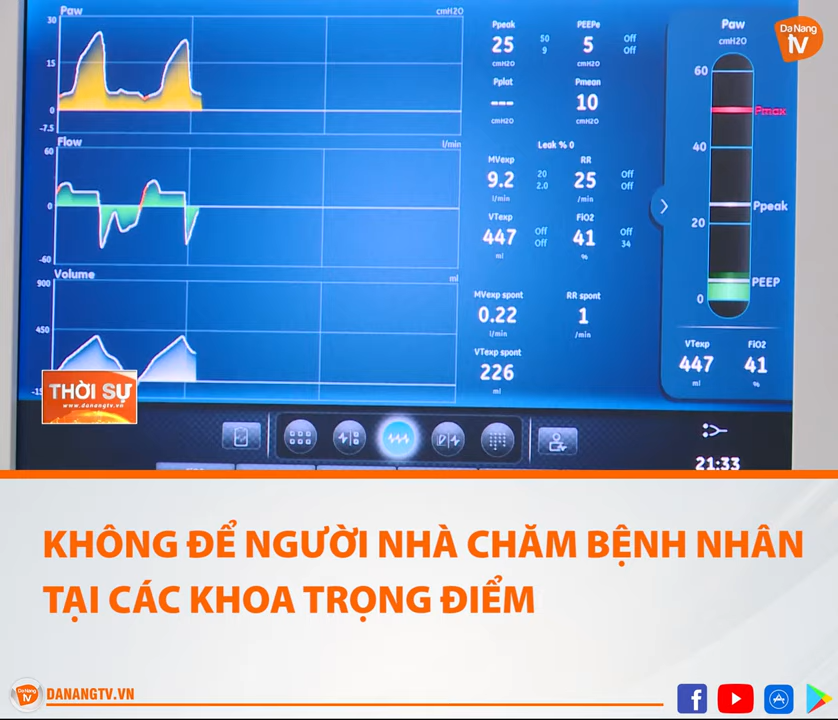 Paw
cmH2O
30
15
0
-7.5
Flow
l/min
60
0
-60
Volume
ml
900
450
Ppeak
25
cmH2O
50
9
PEEPe
5
cmH2O
Off
Off
Pplat
---
cmH2O
Pmean
10
cmH2O
Leak % 0
MVexp
9.2
l/min
20
2.0
RR
25
/min
Off
Off
VTexp
447
ml
Off
Off
FiO2
41
%
Off
34
MVexp spont
0.22
l/min
RR spont
1
/min
VTexp spont
226
ml
Paw
cmH2O
60
40
20
0
Pmax
Ppeak
PEEP
VTexp
447
ml
FiO2
41
%
21:33
Da Nang
tv
THỜI SỰ
www.danangtv.vn
KHÔNG ĐỂ NGƯỜI NHÀ CHĂM BỆNH NHÂN
TẠI CÁC KHOA TRỌNG ĐIỂM
Da Nang
tv
DANANGTV.VN